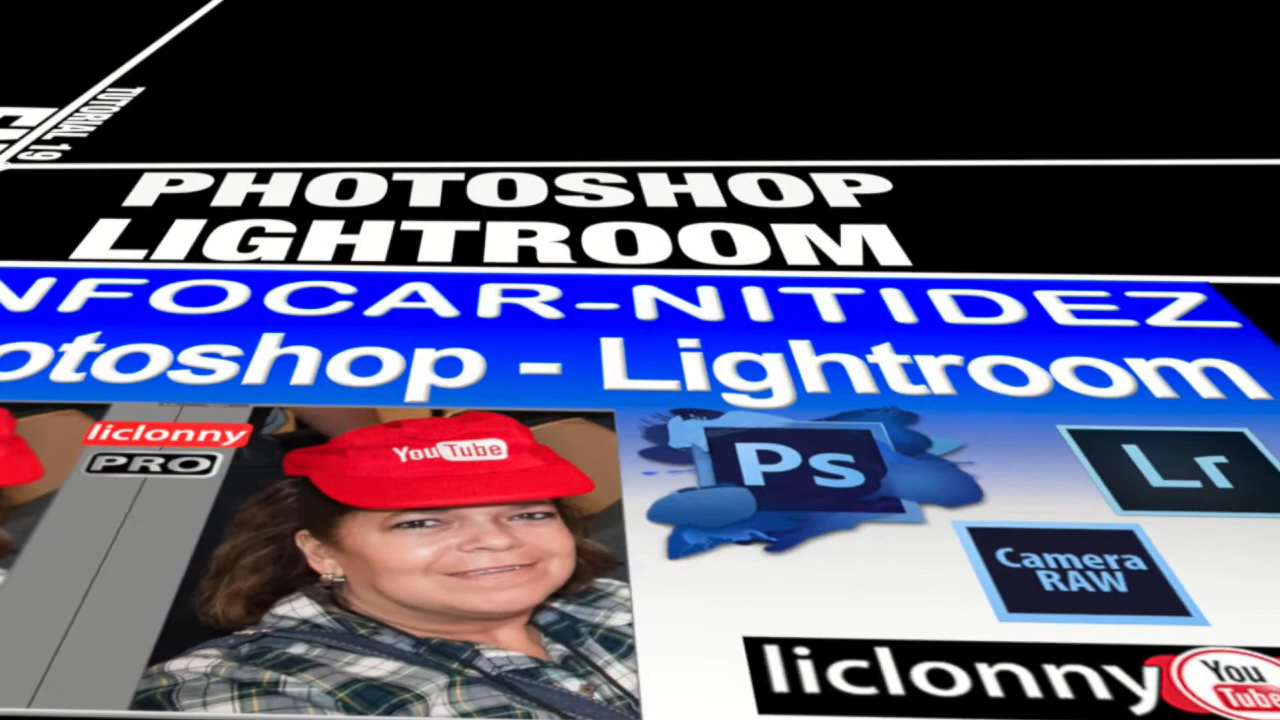 TUTORIAL 19
PHOTOSHOP
LIGHTROOM
NFOCAR-NITIDEZ
otoshop - Lightroom
liclonny
PRO
YouTube
Ps
Lr
Camera
RAW
liclonny
You
Tube